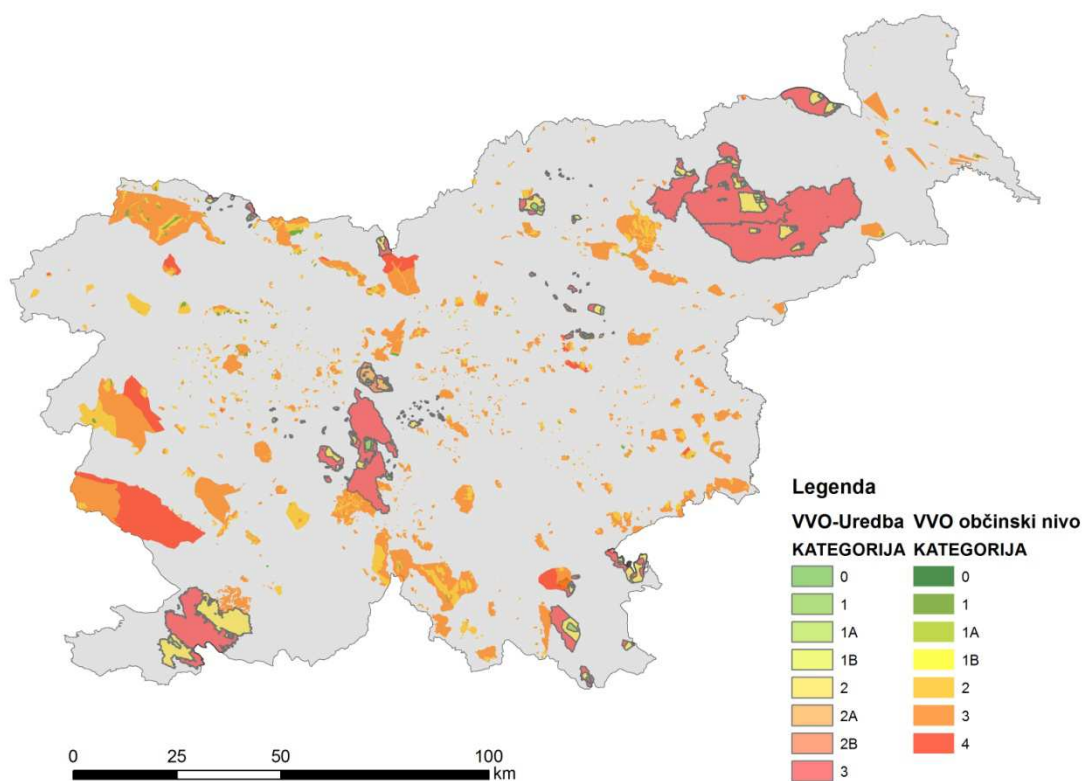 Legenda
VVO-Uredba VVO občinski nivo
KATEGORIJA KATEGORIJA
0 0
1 1
1A 1A
1B 1B
2 2
2A 3
2B 4
3
0 25 50 100
km